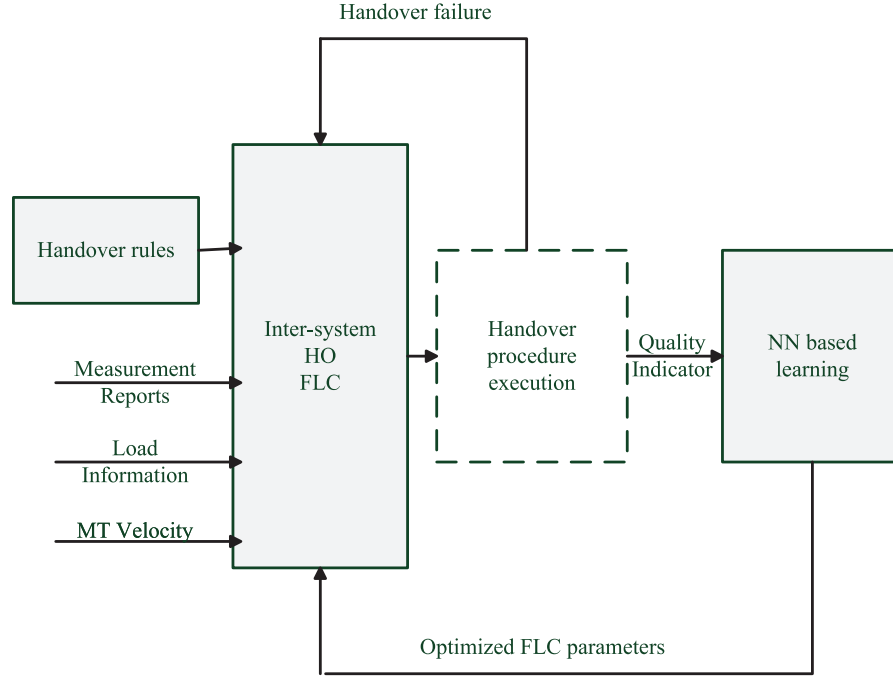 Handover failure
Handover rules
Inter-system
HO
FLC
Handover
procedure
execution
Quality
Indicator
NN based
learning
Measurement
Reports
Load
Information
MT Velocity
Optimized FLC parameters